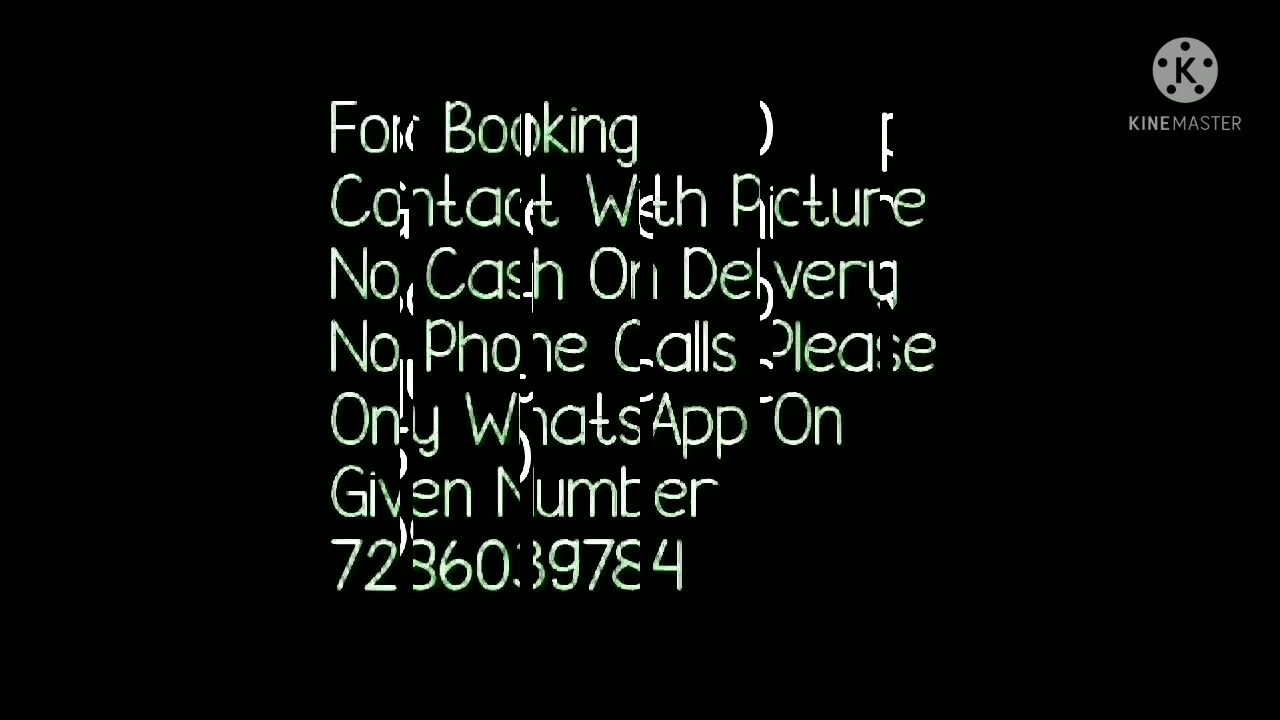 KINEMASTER
For Booking
Contact With Picture
No Cash On Delivery
No Phone Calls Please
Only WhatsApp On
Given Number